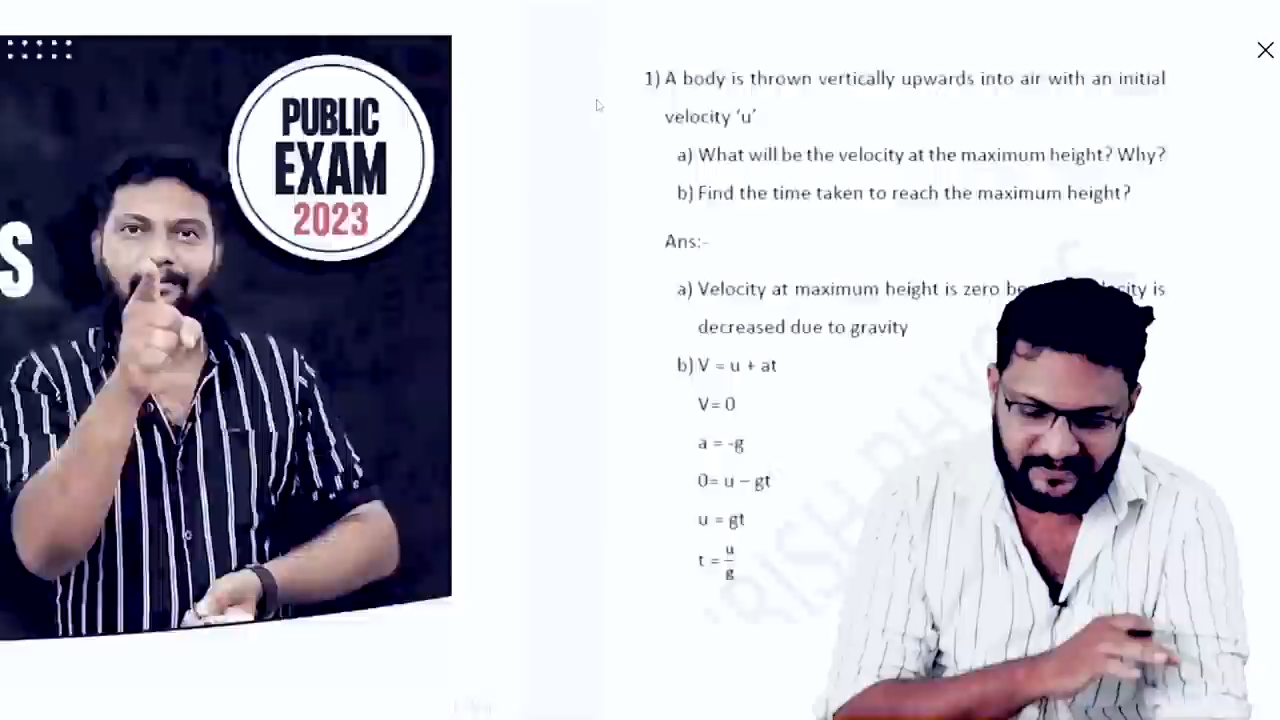 S
PUBLIC
EXAM
2023
1) A body is thrown vertically upwards into air with an initial
velocity ‘u’
a) What will be the velocity at the maximum height? Why?
b) Find the time taken to reach the maximum height?
Ans:-
a) Velocity at maximum height is zero is
decreased due to gravity
b) V = u + at
V= 0
a = -g
0= u – gt
u = gt
t = u/g